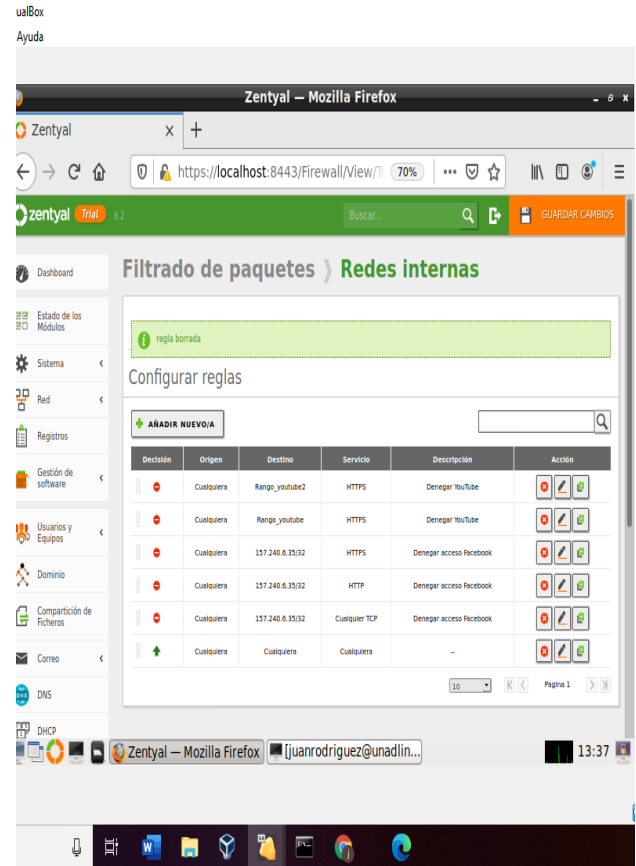 ualBox
Ayuda
Zentyal — Mozilla Firefox
Zentyal
https://localhost:8443/Firewall/View/T 70%
zentyal Trial 6.2 Buscar... GUARDAR CAMBIOS
Dashboard
Estado de los Módulos
Sistema
Red
Registros
Gestión de software
Usuarios y Equipos
Dominio
Compartición de Ficheros
Correo
DNS
DHCP
Filtrado de paquetes Redes internas
regla borrada
Configurar reglas
AÑADIR NUEVO/A
Decisión Origen Destino Servicio Descripción Acción
Cualquiera Rango_youtube2 HTTPS Denegar YouTube
Cualquiera Rango_youtube HTTPS Denegar YouTube
Cualquiera 157.240.6.35/32 HTTPS Denegar acceso Facebook
Cualquiera 157.240.6.35/32 HTTP Denegar acceso Facebook
Cualquiera 157.240.6.35/32 Cualquier TCP Denegar acceso Facebook
Cualquiera Cualquiera Cualquiera --
10 Página 1
Zentyal — Mozilla Firefox [juanrodriguez@unadlin... 13:37